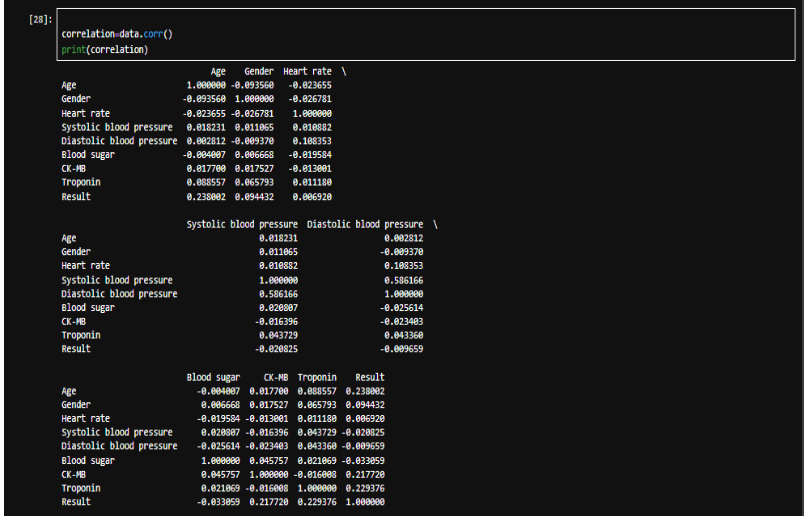 [28]:
correlation=data.corr()
print(correlation)
Age Gender Heart rate \
Age 1.000000 -0.093560 -0.023655
Gender -0.093560 1.000000 -0.026781
Heart rate -0.023655 -0.026781 1.000000
Systolic blood pressure 0.018231 0.011065 0.010882
Diastolic blood pressure 0.002812 -0.009370 0.108353
Blood sugar -0.004007 0.006668 -0.019584
CK-MB 0.017700 0.017527 -0.013001
Troponin 0.088557 0.065793 0.011180
Result 0.238002 0.094432 0.006920
Systolic blood pressure Diastolic blood pressure \
Age 0.018231 0.002812
Gender 0.011065 -0.009370
Heart rate 0.010882 0.108353
Systolic blood pressure 1.000000 0.586166
Diastolic blood pressure 0.586166 1.000000
Blood sugar 0.020807 -0.025614
CK-MB -0.016396 -0.023403
Troponin 0.043729 0.043360
Result -0.020825 -0.009659
Blood sugar CK-MB Troponin Result
Age -0.004007 0.017700 0.088557 0.238002
Gender 0.006668 0.017527 0.065793 0.094432
Heart rate -0.019584 -0.013001 0.011180 0.006920
Systolic blood pressure 0.020807 -0.016396 0.043729 -0.020825
Diastolic blood pressure -0.025614 -0.023403 0.043360 -0.009659
Blood sugar 1.000000 0.045757 0.021069 -0.033059
CK-MB 0.045757 1.000000 -0.016008 0.217720
Troponin 0.021069 -0.016008 1.000000 0.229376
Result -0.033059 0.217720 0.229376 1.000000